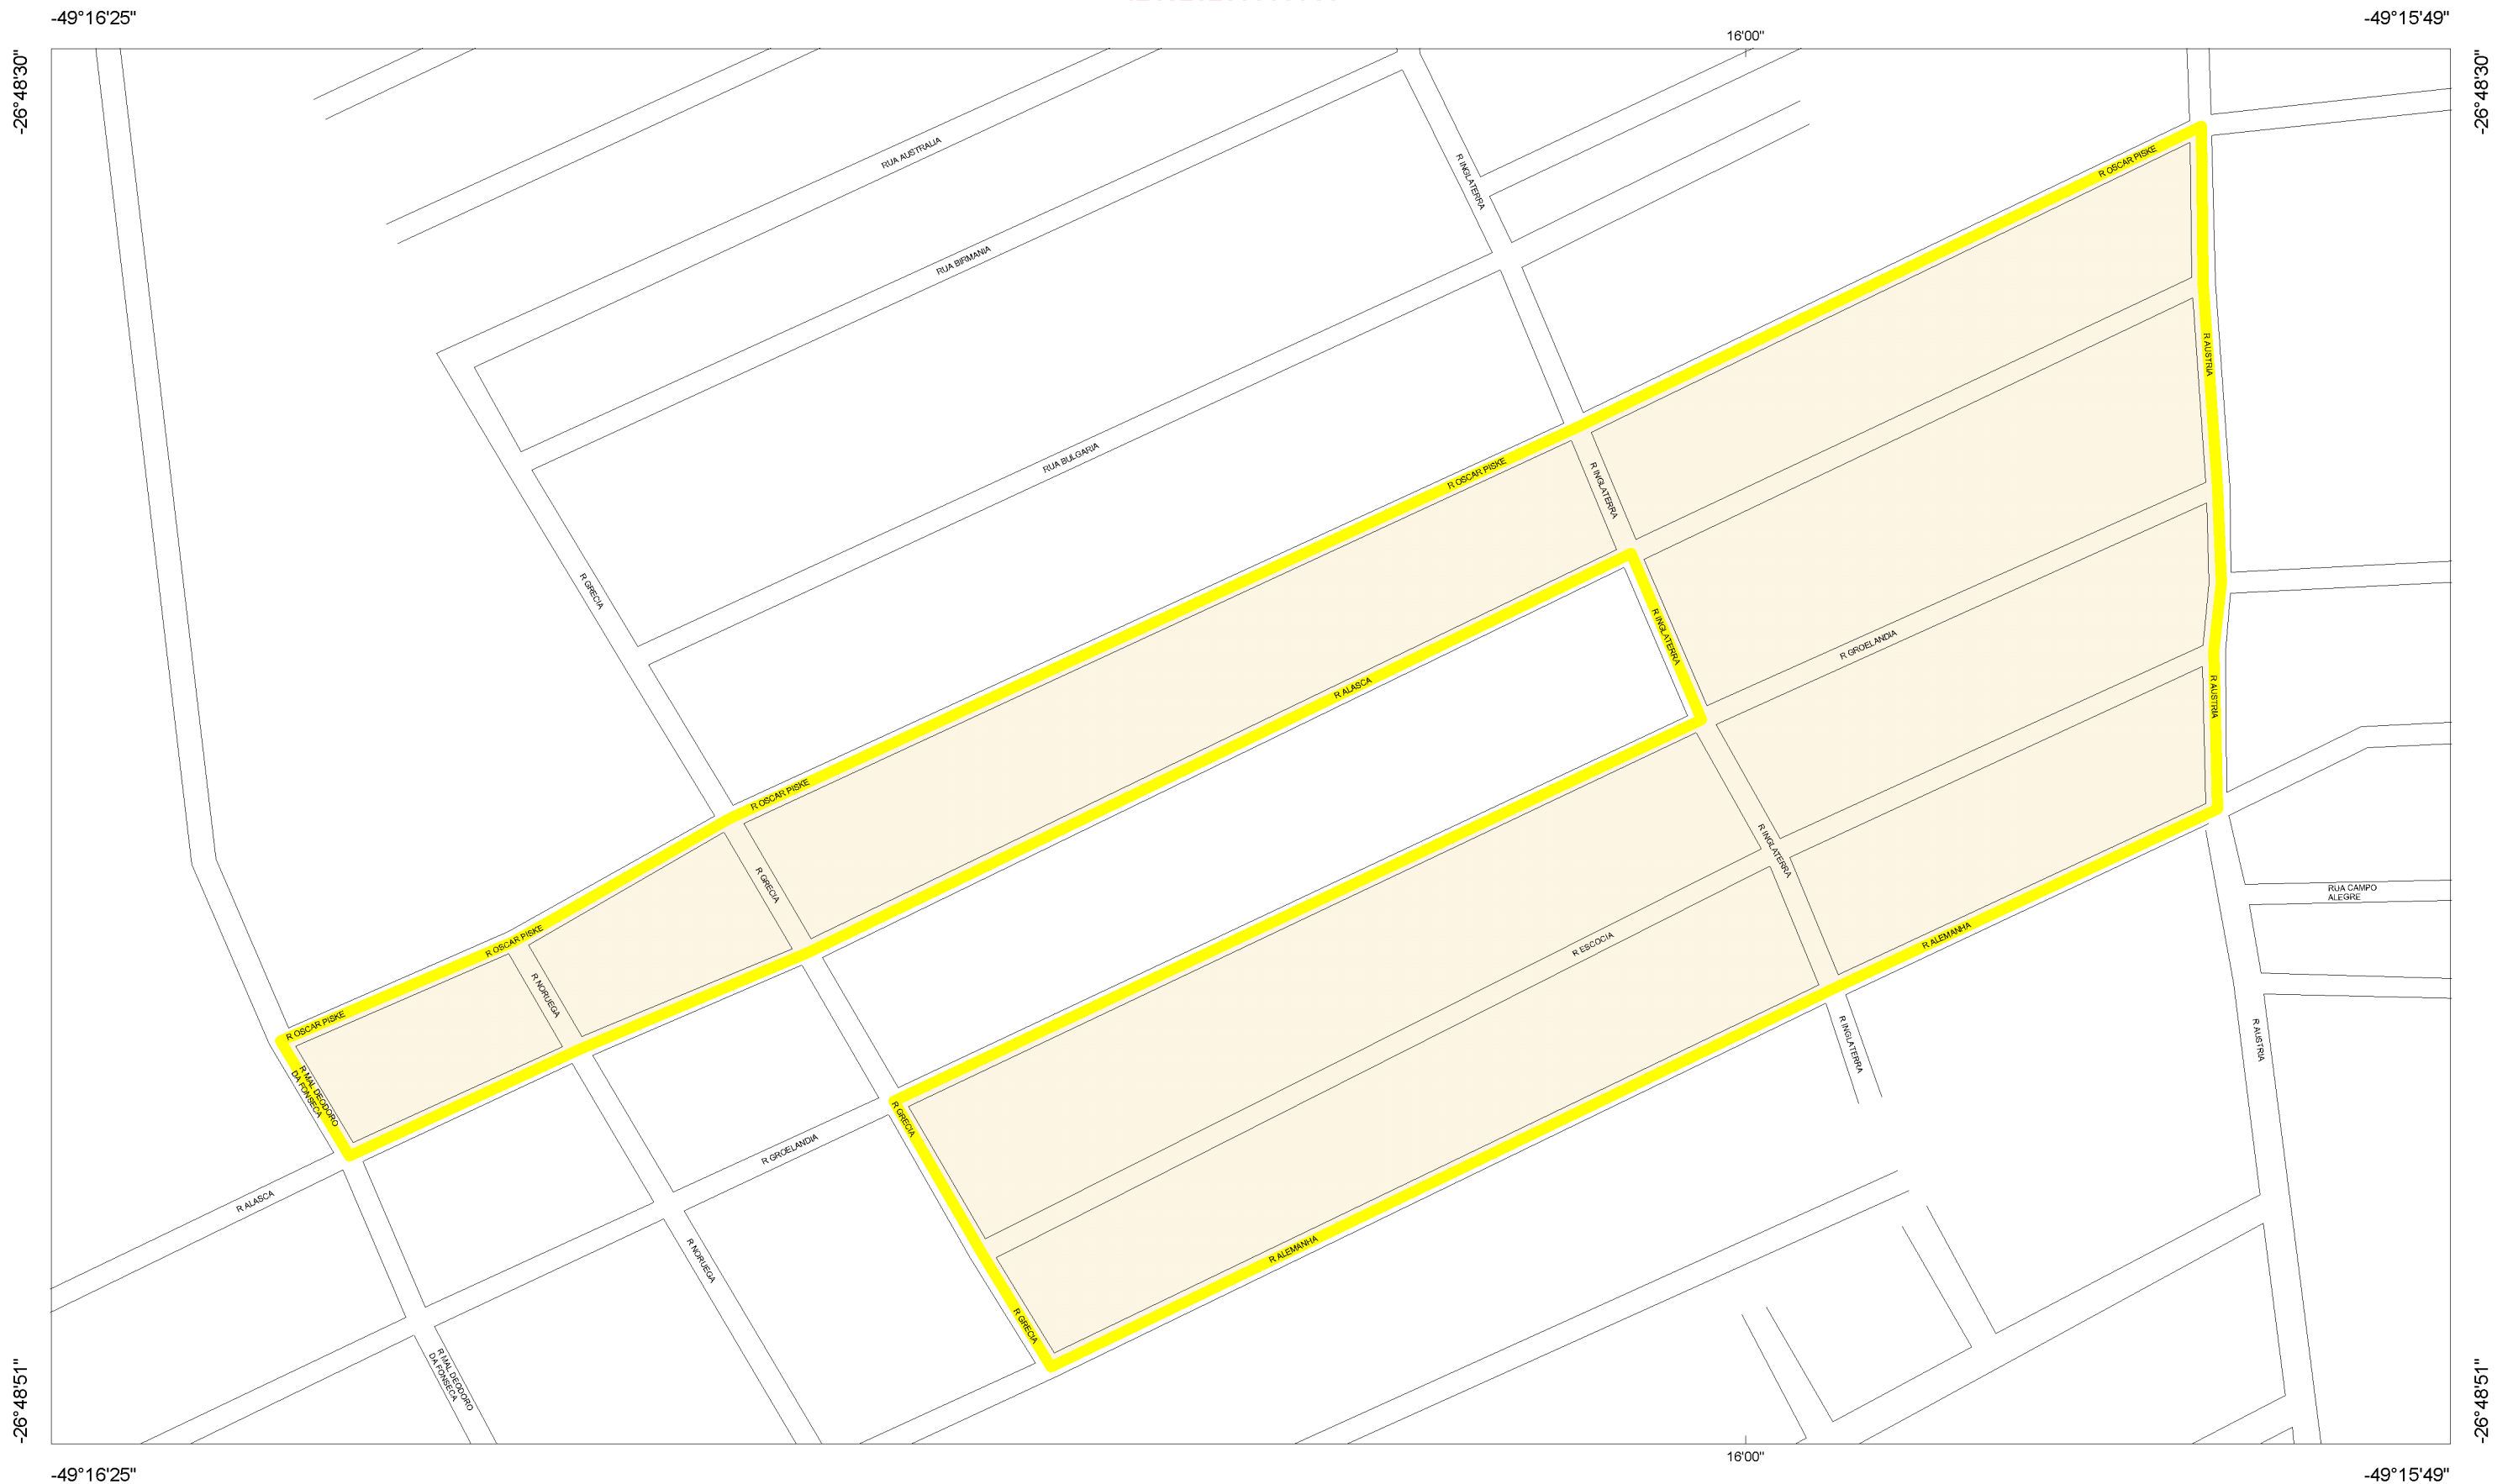 -49°16'25"
-49°15'49"
16'00"
-26°48'30"
-26°48'30"
RUA AUSTRALIA
R INGLATERRA
R OSCAR PISKE
RUA BIRMANIA
R AUSTRIA
RUA BULGARIA
R OSCAR PISKE
R INGLATERRA
R GRECIA
R INGLATERRA
R GROELANDIA
R ALASCA
R AUSTRIA
R OSCAR PISKE
R INGLATERRA
R GRECIA
RUA CAMPO
ALEGRE
R OSCAR PISKE
R ESCOCIA
R ALEMANHA
R NORUEGA
R OSCAR PISKE
R INGLATERRA
R AUSTRIA
R MAL DEODORO
DA FONSECA
R GRECIA
R GROELANDIA
R ALASCA
R NORUEGA
R ALEMANHA
R GRECIA
R MAL DEODORO
DA FONSECA
-26°48'51"
-26°48'51"
16'00"
-49°16'25"
-49°15'49"